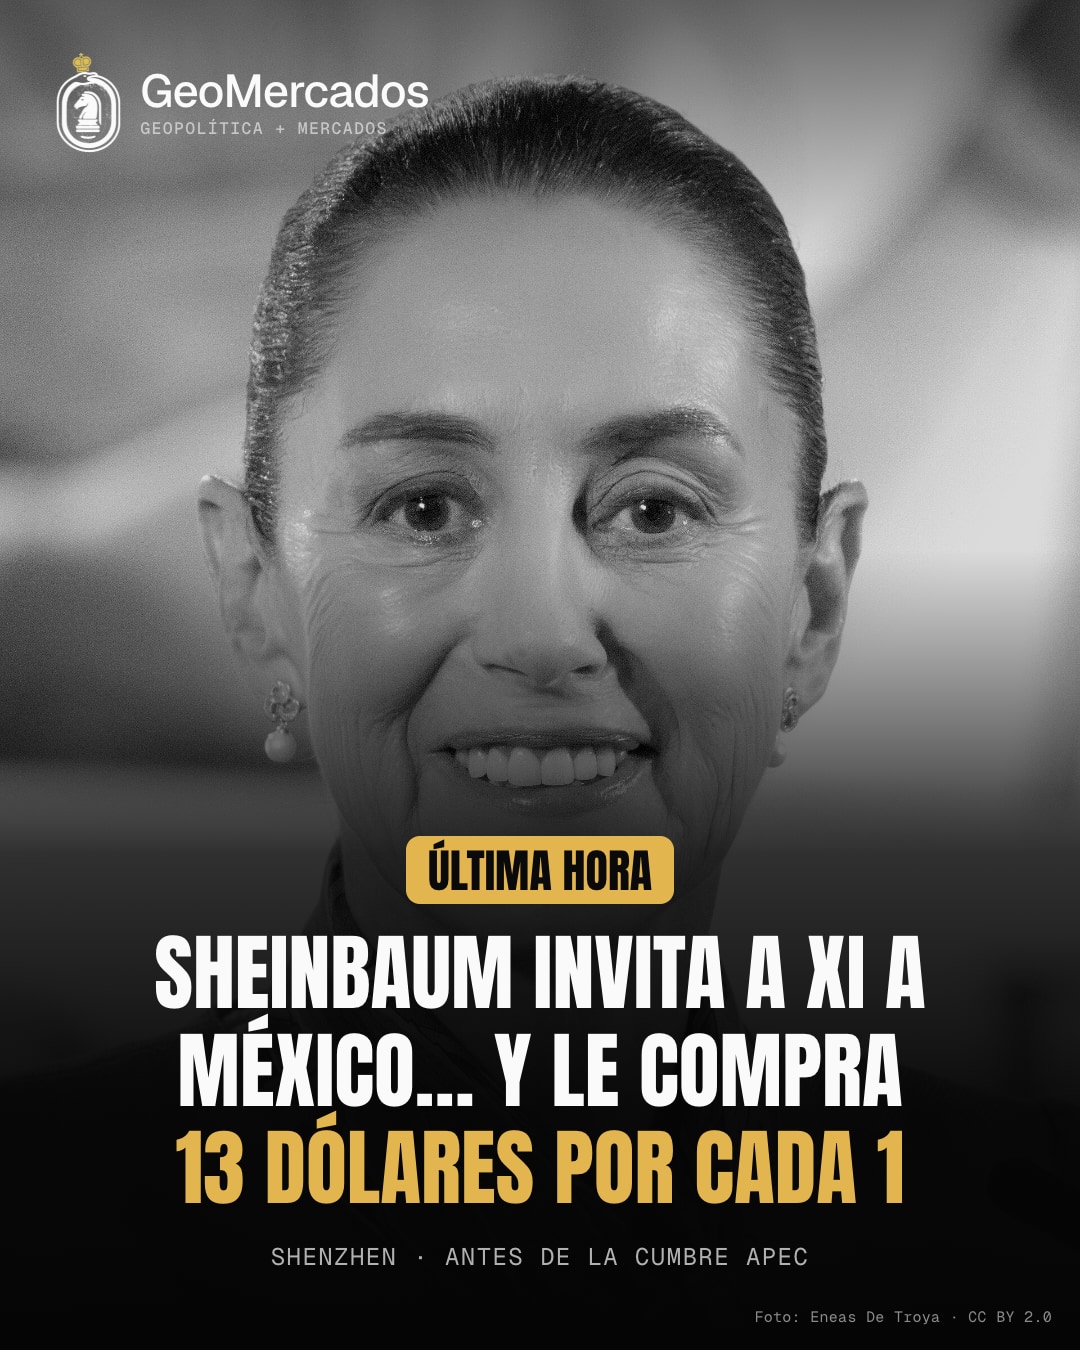 GeoMercados
GEOPOLÍTICA + MERCADOS
ÚLTIMA HORA
SHEINBAUM INVITA A XI A
MÉXICO... Y LE COMPRA
13 DÓLARES POR CADA 1
SHENZHEN · ANTES DE LA CUMBRE APEC
Foto: Eneas De Troya · CC BY 2.0